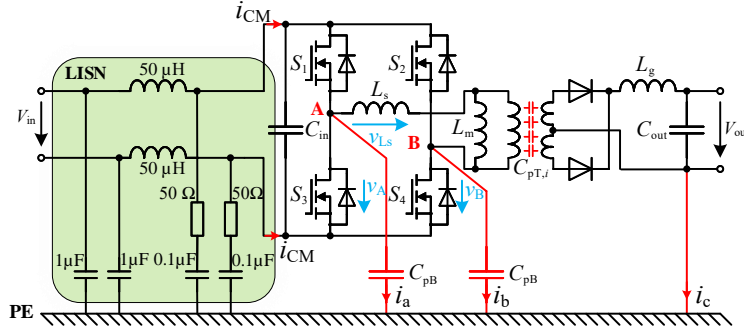 i_CM
LISN
50 µH
S_1
S_2
L_s
L_g
V_in
A
v_Ls
C_in
B
L_m
C_pT,i
C_out
V_ou
50 µH
50 Ω
50Ω
S_3
v_A
S_4
v_B
i_CM
1µF
1µF
0.1µF
0.1µF
C_pB
C_pB
PE
i_a
i_b
i_c